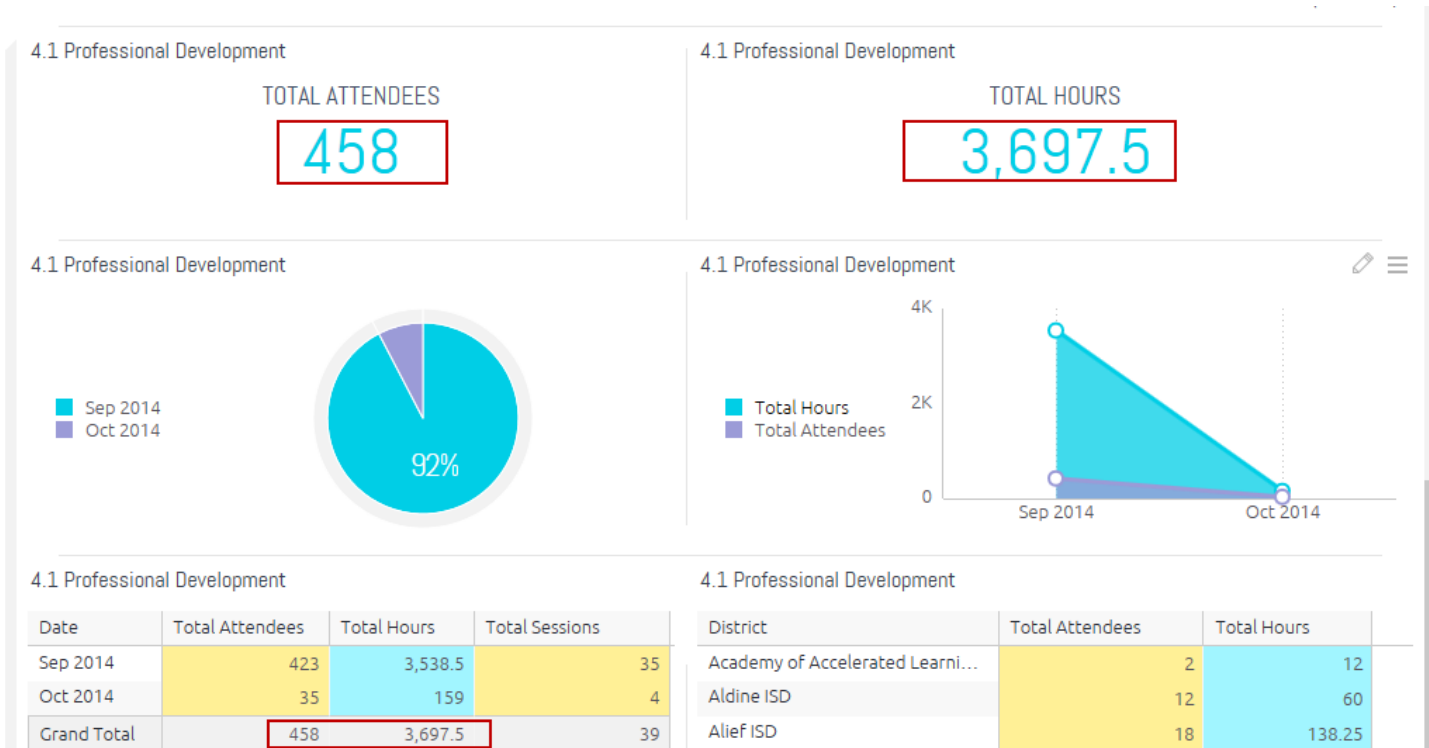 4.1 Professional Development
TOTAL ATTENDEES
458
4.1 Professional Development
TOTAL HOURS
3,697.5
4.1 Professional Development
Sep 2014
Oct 2014
92%
4.1 Professional Development
4K
2K
0
Total Hours
Total Attendees
Sep 2014 Oct 2014
4.1 Professional Development
Date Total Attendees Total Hours Total Sessions
Sep 2014 423 3,538.5 35
Oct 2014 35 159 4
Grand Total 458 3,697.5 39
4.1 Professional Development
District Total Attendees Total Hours
Academy of Accelerated Learni... 2 12
Aldine ISD 12 60
Alief ISD 18 138.25